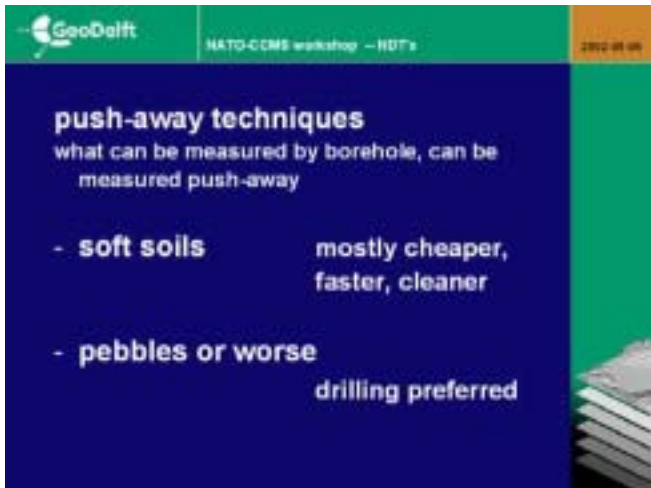 GeoDelft
NATO-CCMS workshop – NDT's
push-away techniques
what can be measured by borehole, can be
measured push-away
- soft soils mostly cheaper,
faster, cleaner
- pebbles or worse
drilling preferred